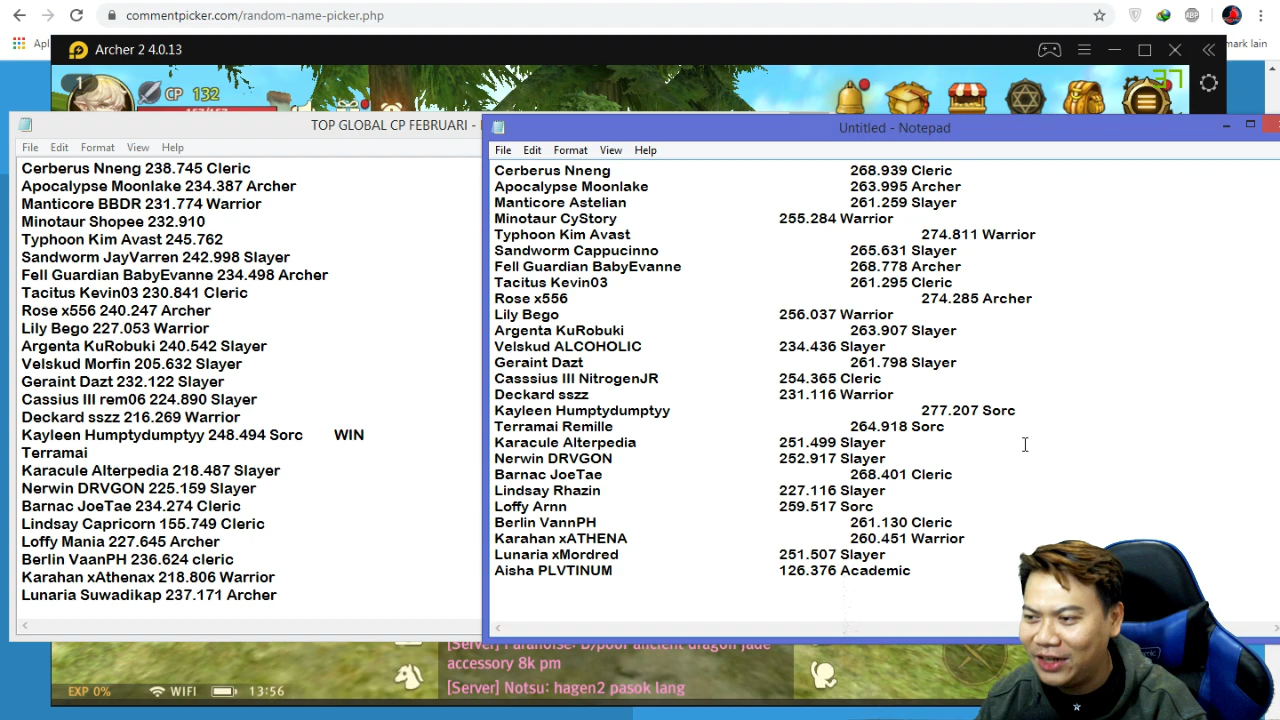 commentpicker.com/random-name-picker.php
ABP
Apl
mark lain
Archer 2 4.0.13
1
CP 132
37
TOP GLOBAL CP FEBRUARI -
File Edit Format View Help
Cerberus Nneng 238.745 Cleric
Apocalypse Moonlake 234.387 Archer
Manticore BBDR 231.774 Warrior
Minotaur Shopee 232.910
Typhoon Kim Avast 245.762
Sandworm JayVarren 242.998 Slayer
Fell Guardian BabyEvanne 234.498 Archer
Tacitus Kevin03 230.841 Cleric
Rose x556 240.247 Archer
Lily Bego 227.053 Warrior
Argenta KuRobuki 240.542 Slayer
Velskud Morfin 205.632 Slayer
Geraint Dazt 232.122 Slayer
Cassius III rem06 224.890 Slayer
Deckard sszz 216.269 Warrior
Kayleen Humptydumptyy 248.494 Sorc WIN
Terramai
Karacule Alterpedia 218.487 Slayer
Nerwin DRVGON 225.159 Slayer
Barnac JoeTae 234.274 Cleric
Lindsay Capricorn 155.749 Cleric
Loffy Mania 227.645 Archer
Berlin VaanPH 236.624 cleric
Karahan xAthenax 218.806 Warrior
Lunaria Suwadikap 237.171 Archer
Untitled - Notepad
File Edit Format View Help
Cerberus Nneng 268.939 Cleric
Apocalypse Moonlake 263.995 Archer
Manticore Astelian 261.259 Slayer
Minotaur CyStory 255.284 Warrior
Typhoon Kim Avast 274.811 Warrior
Sandworm Cappucinno 265.631 Slayer
Fell Guardian BabyEvanne 268.778 Archer
Tacitus Kevin03 261.295 Cleric
Rose x556 274.285 Archer
Lily Bego 256.037 Warrior
Argenta KuRobuki 263.907 Slayer
Velskud ALCOHOLIC 234.436 Slayer
Geraint Dazt 261.798 Slayer
Casssius III NitrogenJR 254.365 Cleric
Deckard sszz 231.116 Warrior
Kayleen Humptydumptyy 277.207 Sorc
Terramai Remille 264.918 Sorc
Karacule Alterpedia 251.499 Slayer
Nerwin DRVGON 252.917 Slayer
Barnac JoeTae 268.401 Cleric
Lindsay Rhazin 227.116 Slayer
Loffy Arnn 259.517 Sorc
Berlin VannPH 261.130 Cleric
Karahan xATHENA 260.451 Warrior
Lunaria xMordred 251.507 Slayer
Aisha PLVTINUM 126.376 Academic
accessory 8k pm
[Server] Notsu: hagen2 pasok lang
EXP 0% WIFI 13:56